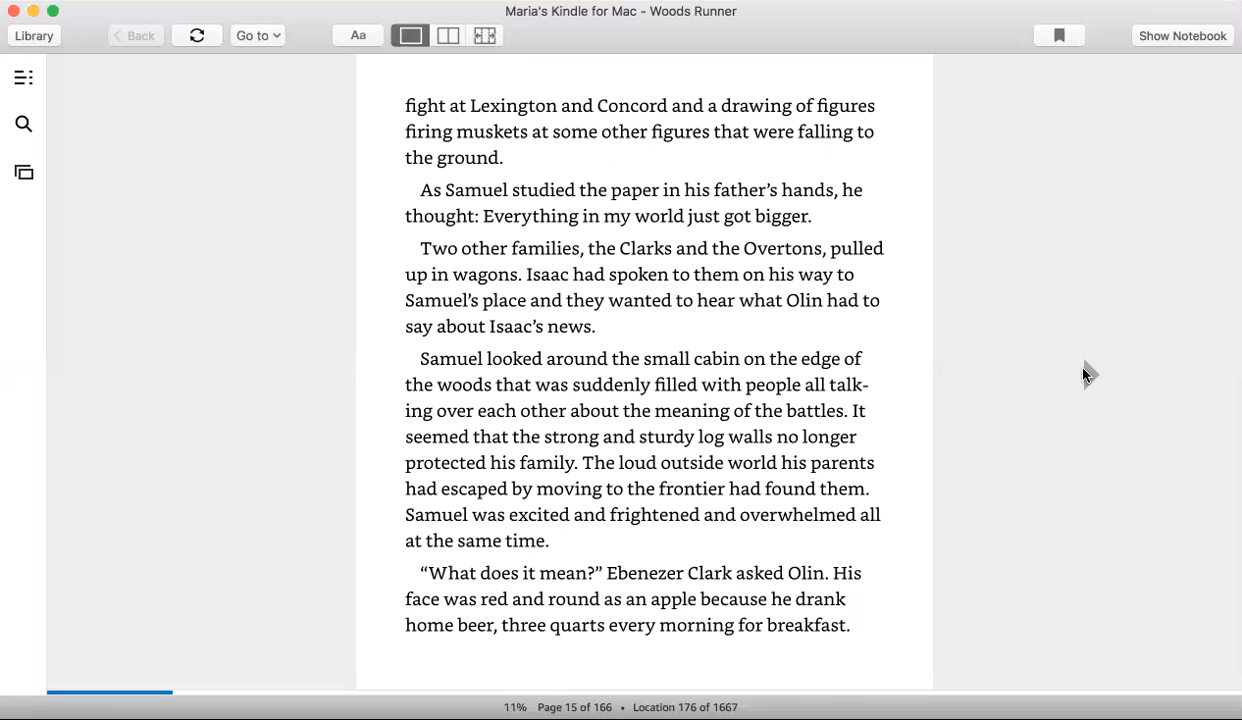 Maria's Kindle for Mac - Woods Runner
Library
Back
Go to
Aa
Show Notebook
fight at Lexington and Concord and a drawing of figures
firing muskets at some other figures that were falling to
the ground.
As Samuel studied the paper in his father’s hands, he
thought: Everything in my world just got bigger.
Two other families, the Clarks and the Overtons, pulled
up in wagons. Isaac had spoken to them on his way to
Samuel’s place and they wanted to hear what Olin had to
say about Isaac’s news.
Samuel looked around the small cabin on the edge of
the woods that was suddenly filled with people all talk-
ing over each other about the meaning of the battles. It
seemed that the strong and sturdy log walls no longer
protected his family. The loud outside world his parents
had escaped by moving to the frontier had found them.
Samuel was excited and frightened and overwhelmed all
at the same time.
“What does it mean?” Ebenezer Clark asked Olin. His
face was red and round as an apple because he drank
home beer, three quarts every morning for breakfast.
11% Page 15 of 166 • Location 176 of 1667